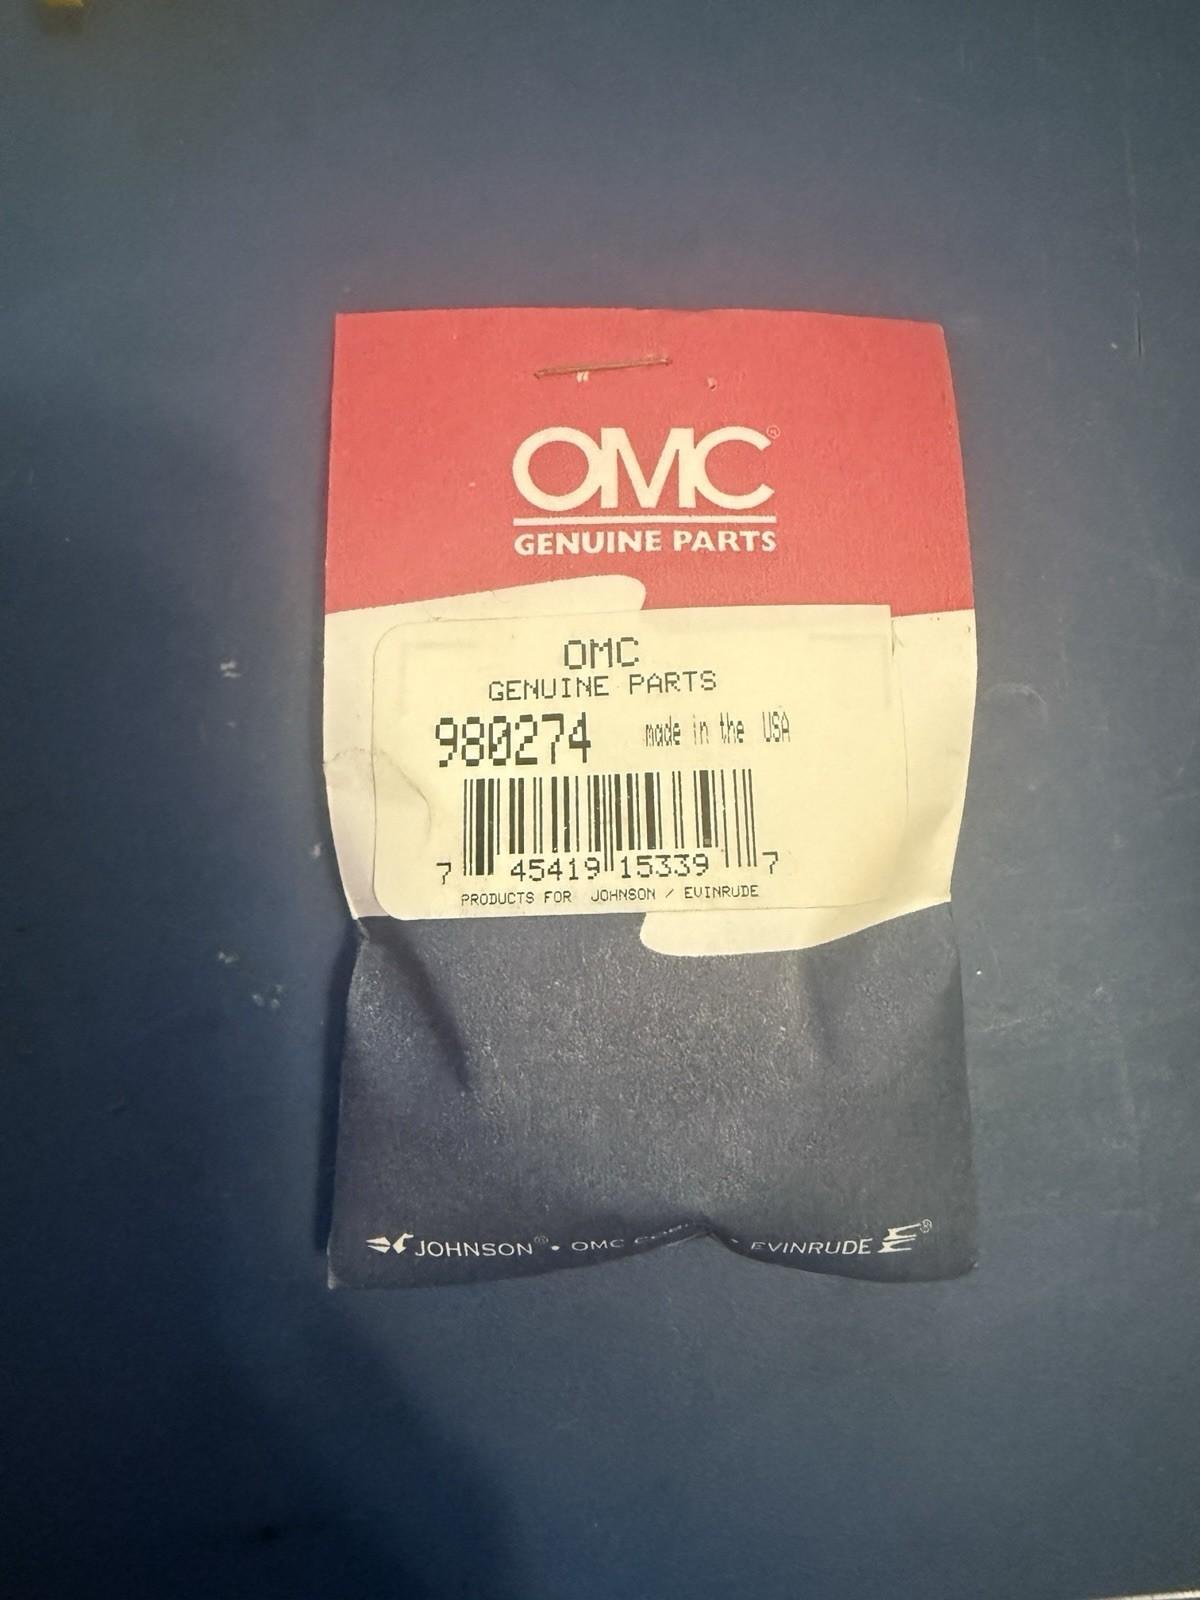 OMC®
GENUINE PARTS
OMC
GENUINE PARTS
980274 made in the USA
7 45419 15339 7
PRODUCTS FOR JOHNSON / EVINRUDE
JOHNSON® • OMC • EVINRUDE ®